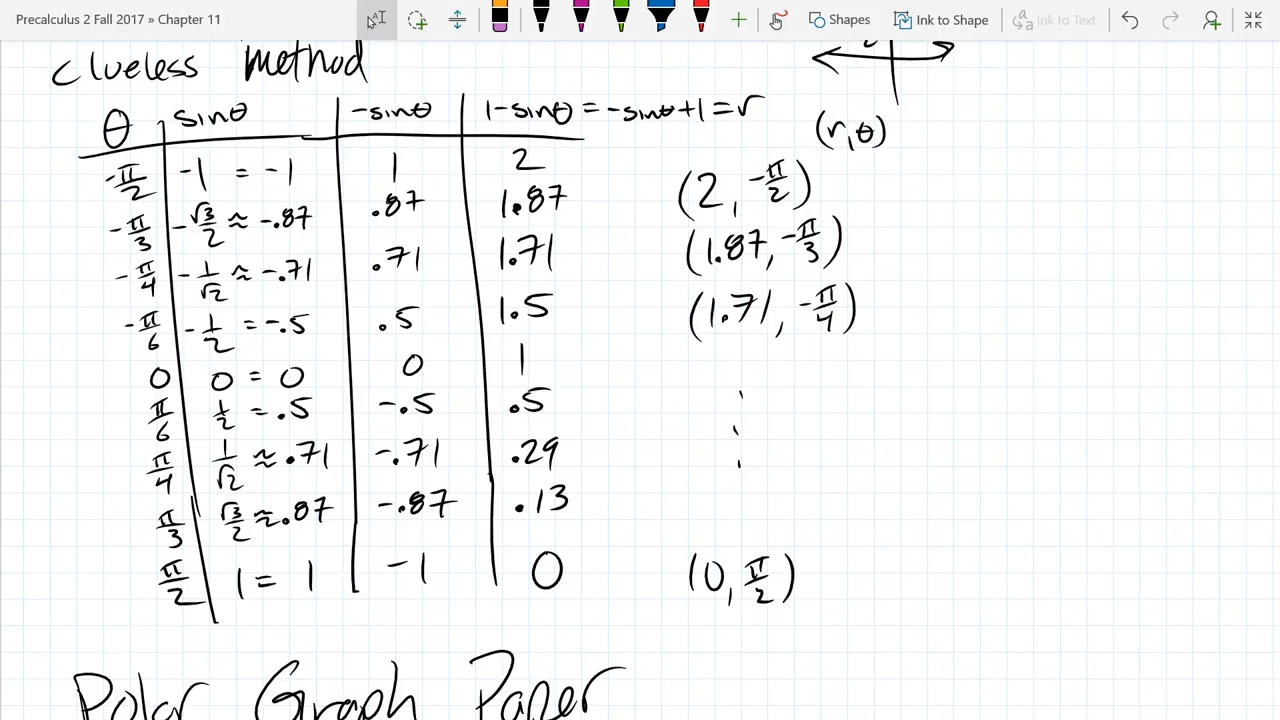 Precalculus 2 Fall 2017 » Chapter 11
Shapes
Ink to Shape
Ink to Text
clueless method
θ sinθ -sinθ 1-sinθ = -sinθ+1 = r
(r,θ)
-π/2 -1 = -1 1 2 (2, -π/2)
-π/3 -√3/2 ≈ -.87 .87 1.87 (1.87, -π/3)
-π/4 -1/√2 ≈ -.71 .71 1.71 (1.71, -π/4)
-π/6 -1/2 = -.5 .5 1.5
0 0 = 0 0 1
π/6 1/2 = .5 -.5 .5
π/4 1/√2 ≈ .71 -.71 .29
π/3 √3/2 ≈ .87 -.87 .13
π/2 1 = 1 -1 0 (0, π/2)
Polar Graph Paper